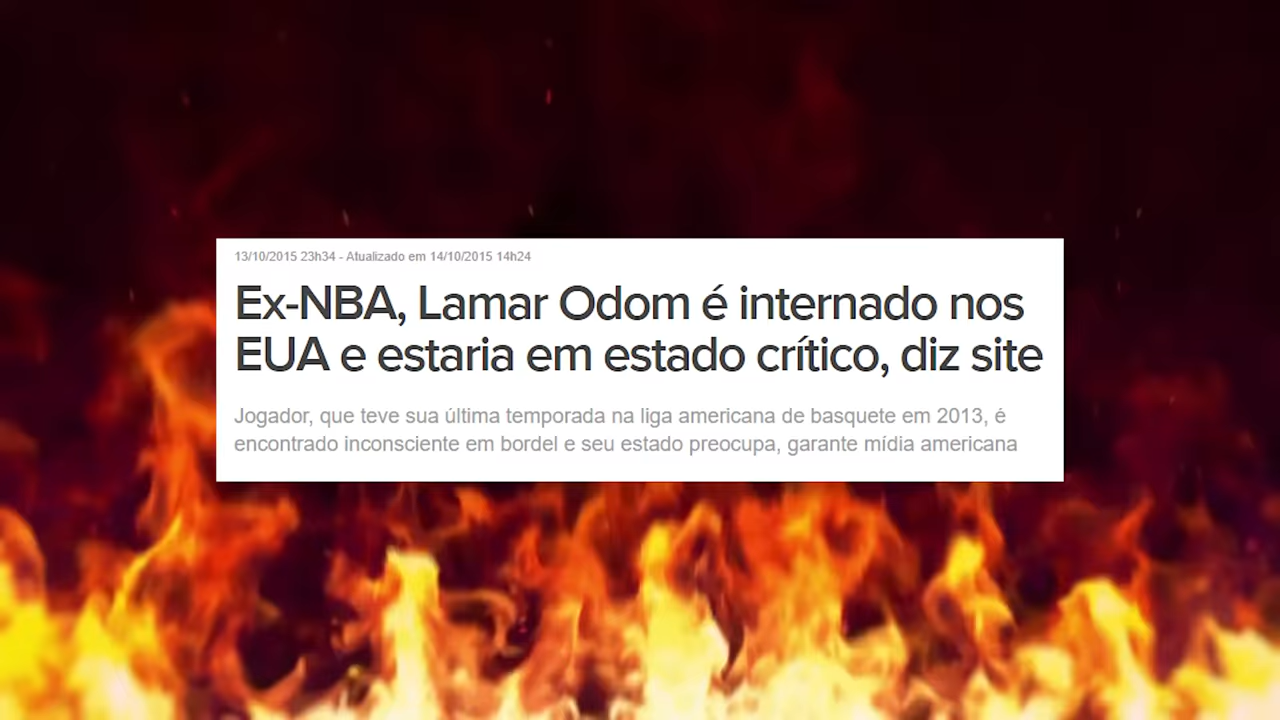 13/10/2015 23h34 - Atualizado em 14/10/2015 14h24
Ex-NBA, Lamar Odom é internado nos
EUA e estaria em estado crítico, diz site
Jogador, que teve sua última temporada na liga americana de basquete em 2013, é
encontrado inconsciente em bordel e seu estado preocupa, garante mídia americana